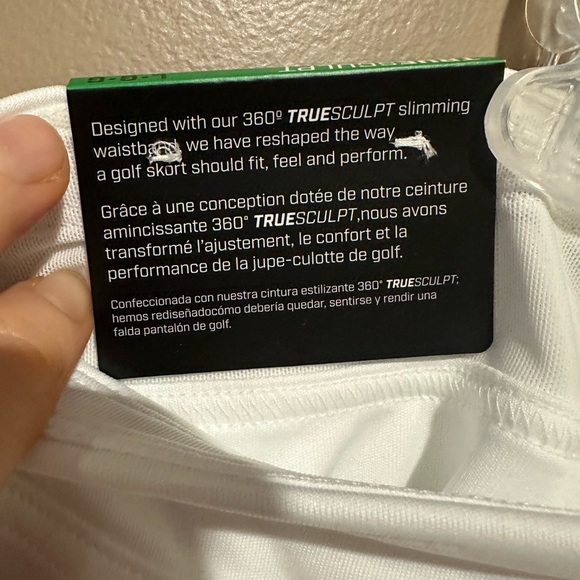 L-G-G
TRUESCULPT
Designed with our 360º TRUESCULPT slimming
waistband, we have reshaped the way
a golf skort should fit, feel and perform.
Grâce à une conception dotée de notre ceinture
amincissante 360° TRUESCULPT,nous avons
transformé l'ajustement, le confort et la
performance de la jupe-culotte de golf.
Confeccionada con nuestra cintura estilizante 360° TRUESCULPT;
hemos rediseñadocómo debería quedar, sentirse y rendir una
falda pantalón de golf.